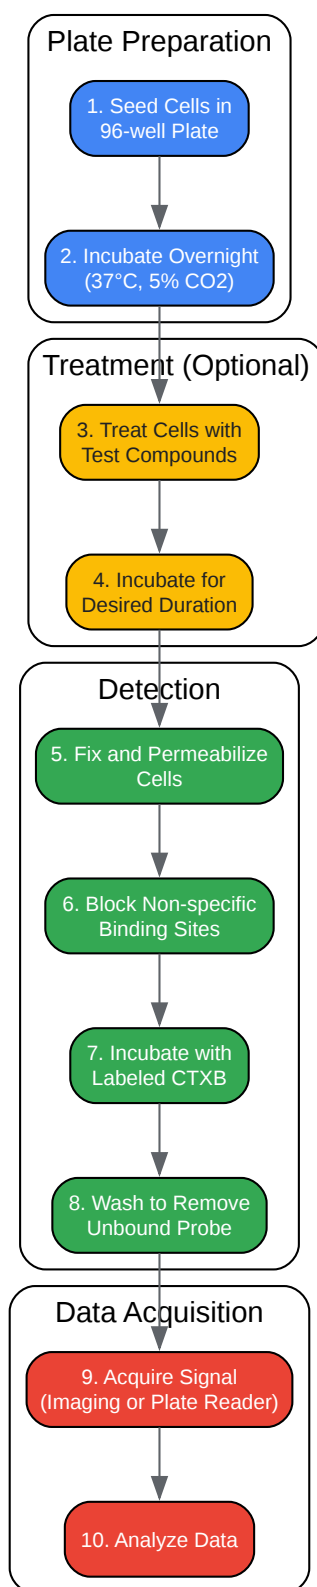 Plate Preparation
1. Seed Cells in
96-well Plate
2. Incubate Overnight
(37°C, 5% CO2)
Treatment (Optional)
3. Treat Cells with
Test Compounds
4. Incubate for
Desired Duration
Detection
5. Fix and Permeabilize
Cells
6. Block Non-specific
Binding Sites
7. Incubate with
Labeled CTXB
8. Wash to Remove
Unbound Probe
Data Acquisition
9. Acquire Signal
(Imaging or Plate Reader)
10. Analyze Data